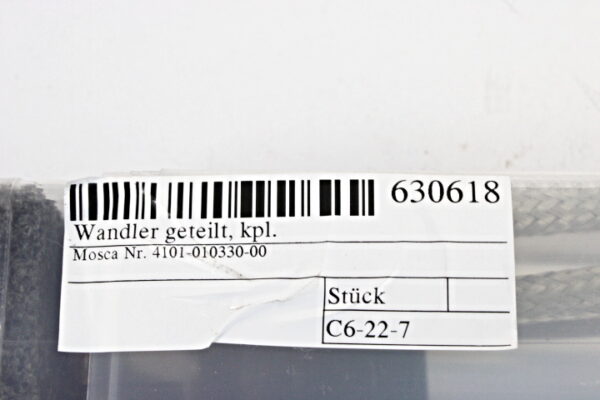 630618
Wandler geteilt, kpl.
Mosca Nr. 4101-010330-00
Stück
C6-22-7